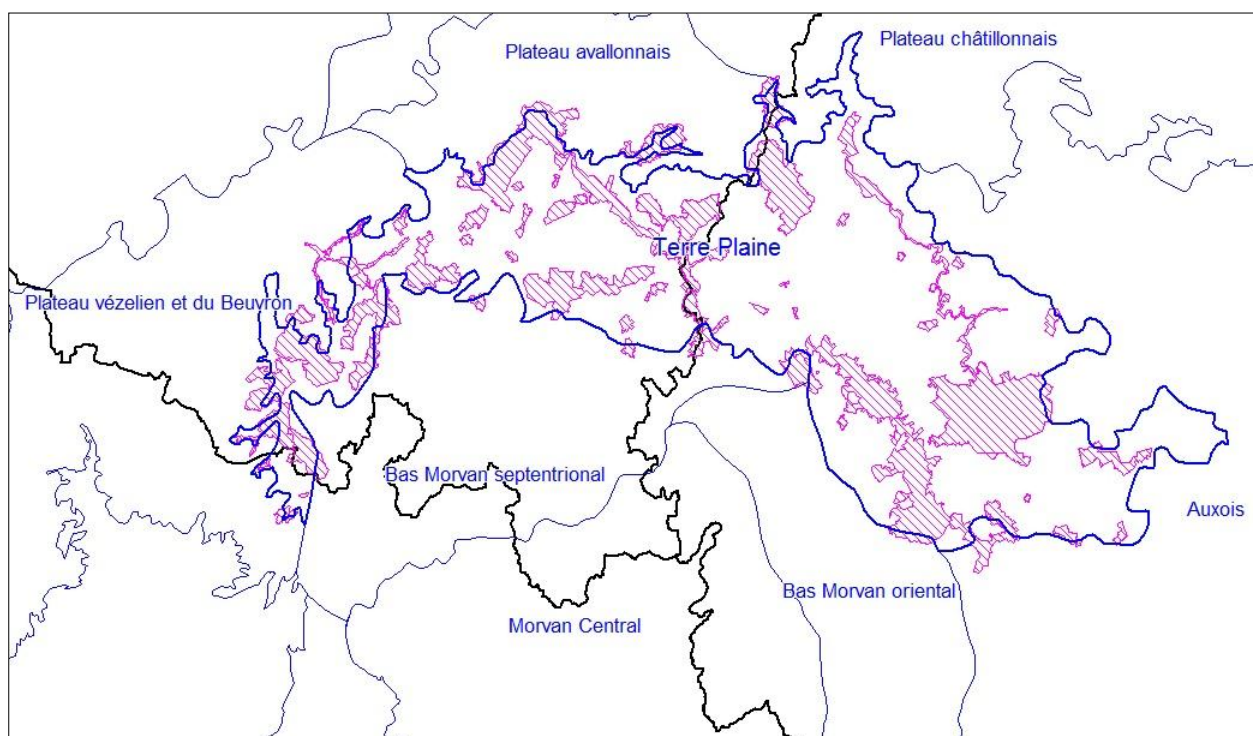 Plateau châtillonnais
Plateau avallonnais
Terre Plaine
Plateau vézelien et du Beuvron
Bas Morvan septentrional
Auxois
Bas Morvan oriental
Morvan Central